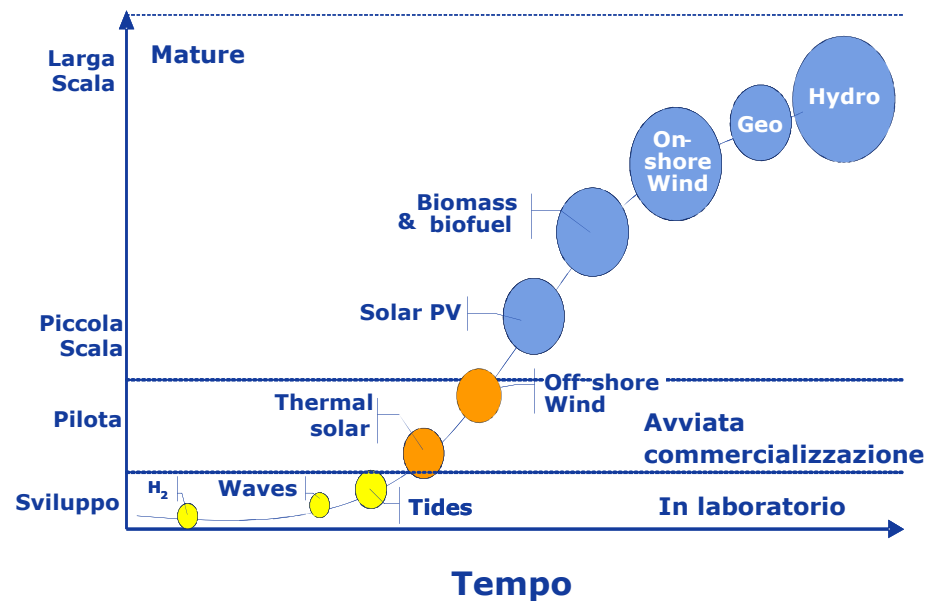 Larga
Scala
Mature
Hydro
Geo
On-
shore
Wind
Biomass
& biofuel
Solar PV
Piccola
Scala
Off-shore
Wind
Thermal
solar
Pilota
Avviata
commercializzazione
H2
Waves
Sviluppo
Tides
In laboratorio
Tempo